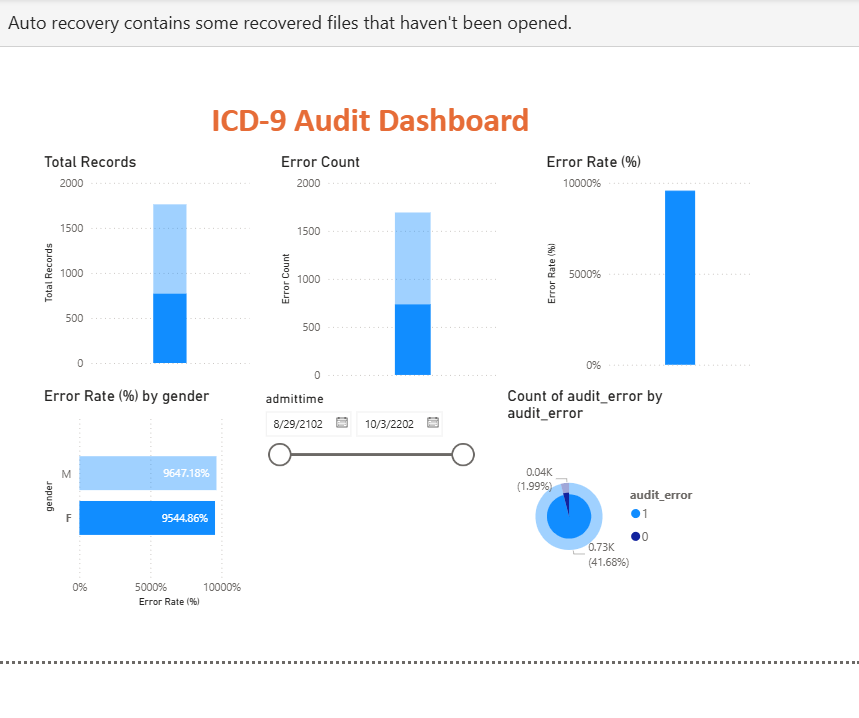 Auto recovery contains some recovered files that haven't been opened.
ICD-9 Audit Dashboard
Total Records
2000
1500
1000
500
0
Total Records
Error Count
2000
1500
1000
500
0
Error Count
Error Rate (%)
10000%
5000%
0%
Error Rate (%)
Error Rate (%) by gender
gender
M
9647.18%
F
9544.86%
0%
5000%
10000%
Error Rate (%)
admittime
8/29/2102
10/3/2202
Count of audit_error by
audit_error
0.04K
(1.99%)
0.73K
(41.68%)
audit_error
1
0